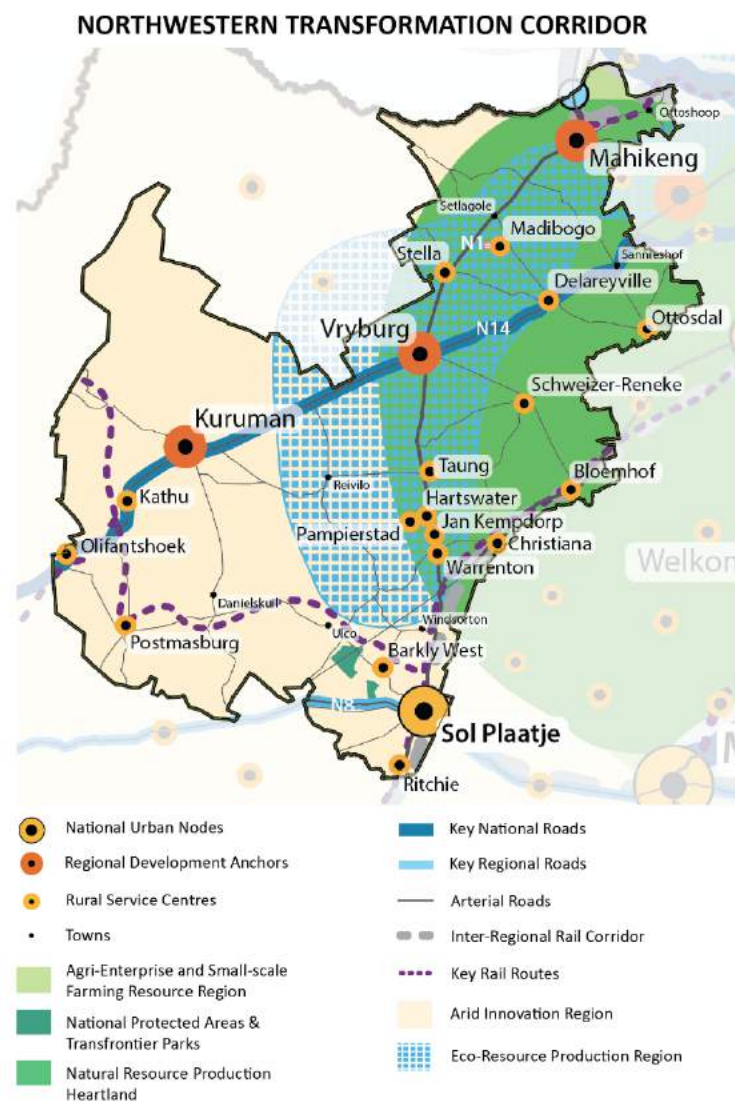 NORTHWESTERN TRANSFORMATION CORRIDOR
Ottoshoop
Mahikeng
Setlagole
Madibogo
N1
Sannieshof
Stella
Delareyville
Ottosdal
Vryburg
N14
Schweizer-Reneke
Kuruman
Taung
Bloemhof
Reivilo
Kathu
Hartswater
Pampierstad
Jan Kempdorp
Christiana
Olifantshoek
Warrenton
Welkom
Danielskuil
Windsorton
Postmasburg
Ulco
Barkly West
N8
Sol Plaatje
M
Ritchie
National Urban Nodes
Regional Development Anchors
Rural Service Centres
Towns
Agri-Enterprise and Small-scale
Farming Resource Region
National Protected Areas &
Transfrontier Parks
Natural Resource Production
Heartland
Key National Roads
Key Regional Roads
Arterial Roads
Inter-Regional Rail Corridor
Key Rail Routes
Arid Innovation Region
Eco-Resource Production Region